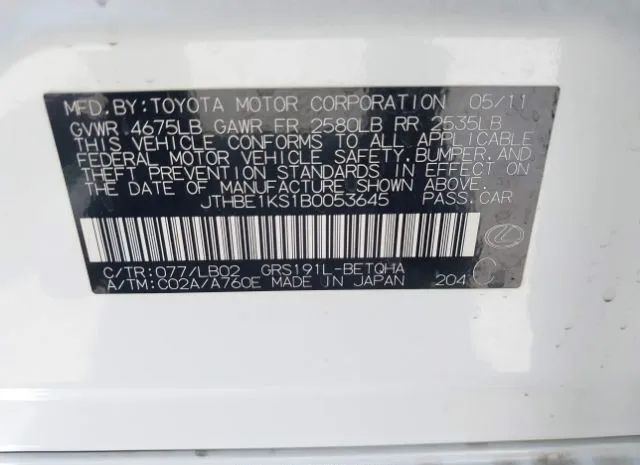 MFD.BY:TOYOTA MOTOR CORPORATION 05/11
GVWR 4675LB GAWR FR 2580LB RR 2535LB
THIS VEHICLE CONFORMS TO ALL APPLICABLE
FEDERAL MOTOR VEHICLE SAFETY,BUMPER,AND
THEFT PREVENTION STANDARDS IN EFFECT ON
THE DATE OF MANUFACTURE SHOWN ABOVE.
JTHBE1KS1B0053645 PASS.CAR
C/TR:077/LB02 GRS191L-BETQHA
A/TM:C02A/A760E MADE IN JAPAN 204
C